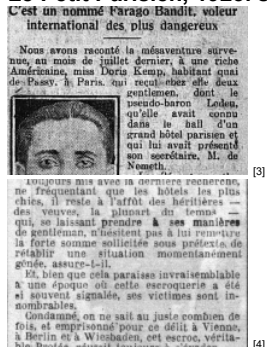 C'est un nommé Farago Bandit, voleur
international des plus dangereux
Nous avons raconté la mésaventure surve-
nue, au mois de juillet dernier, à une riche
Américaine, miss Doris Kemp, habitant quai
de Passy, à Paris, qui reçut chez elle deux
gentlemen, dont le
pseudo-baron Ledeu,
qu'elle avait connu
dans le hall d'un
grand hôtel parisien et
qui lui avait présenté
son secrétaire, M. de
Nemeth.
[3]
Toujours mis avec la dernière recherche,
ne fréquentant que les hôtels les plus
chics, il reste à l'affût des héritières —
des veuves, la plupart du temps —
qui, se laissant prendre à ses manières
de gentleman, n'hésitent pas à lui remettre
la forte somme sollicitée sous prétexte de
rétablir une situation momentanément
gênée, assure-t-il.
Et, bien que cela paraisse invraisemblable
à une époque où cette escroquerie a été
si souvent signalée, ses victimes sont in-
nombrables.
Condamné, on ne sait au juste combien de
fois, et emprisonné pour ce délit à Vienne,
à Berlin et à Wiesbaden, cet escroc, vérita-
[4]